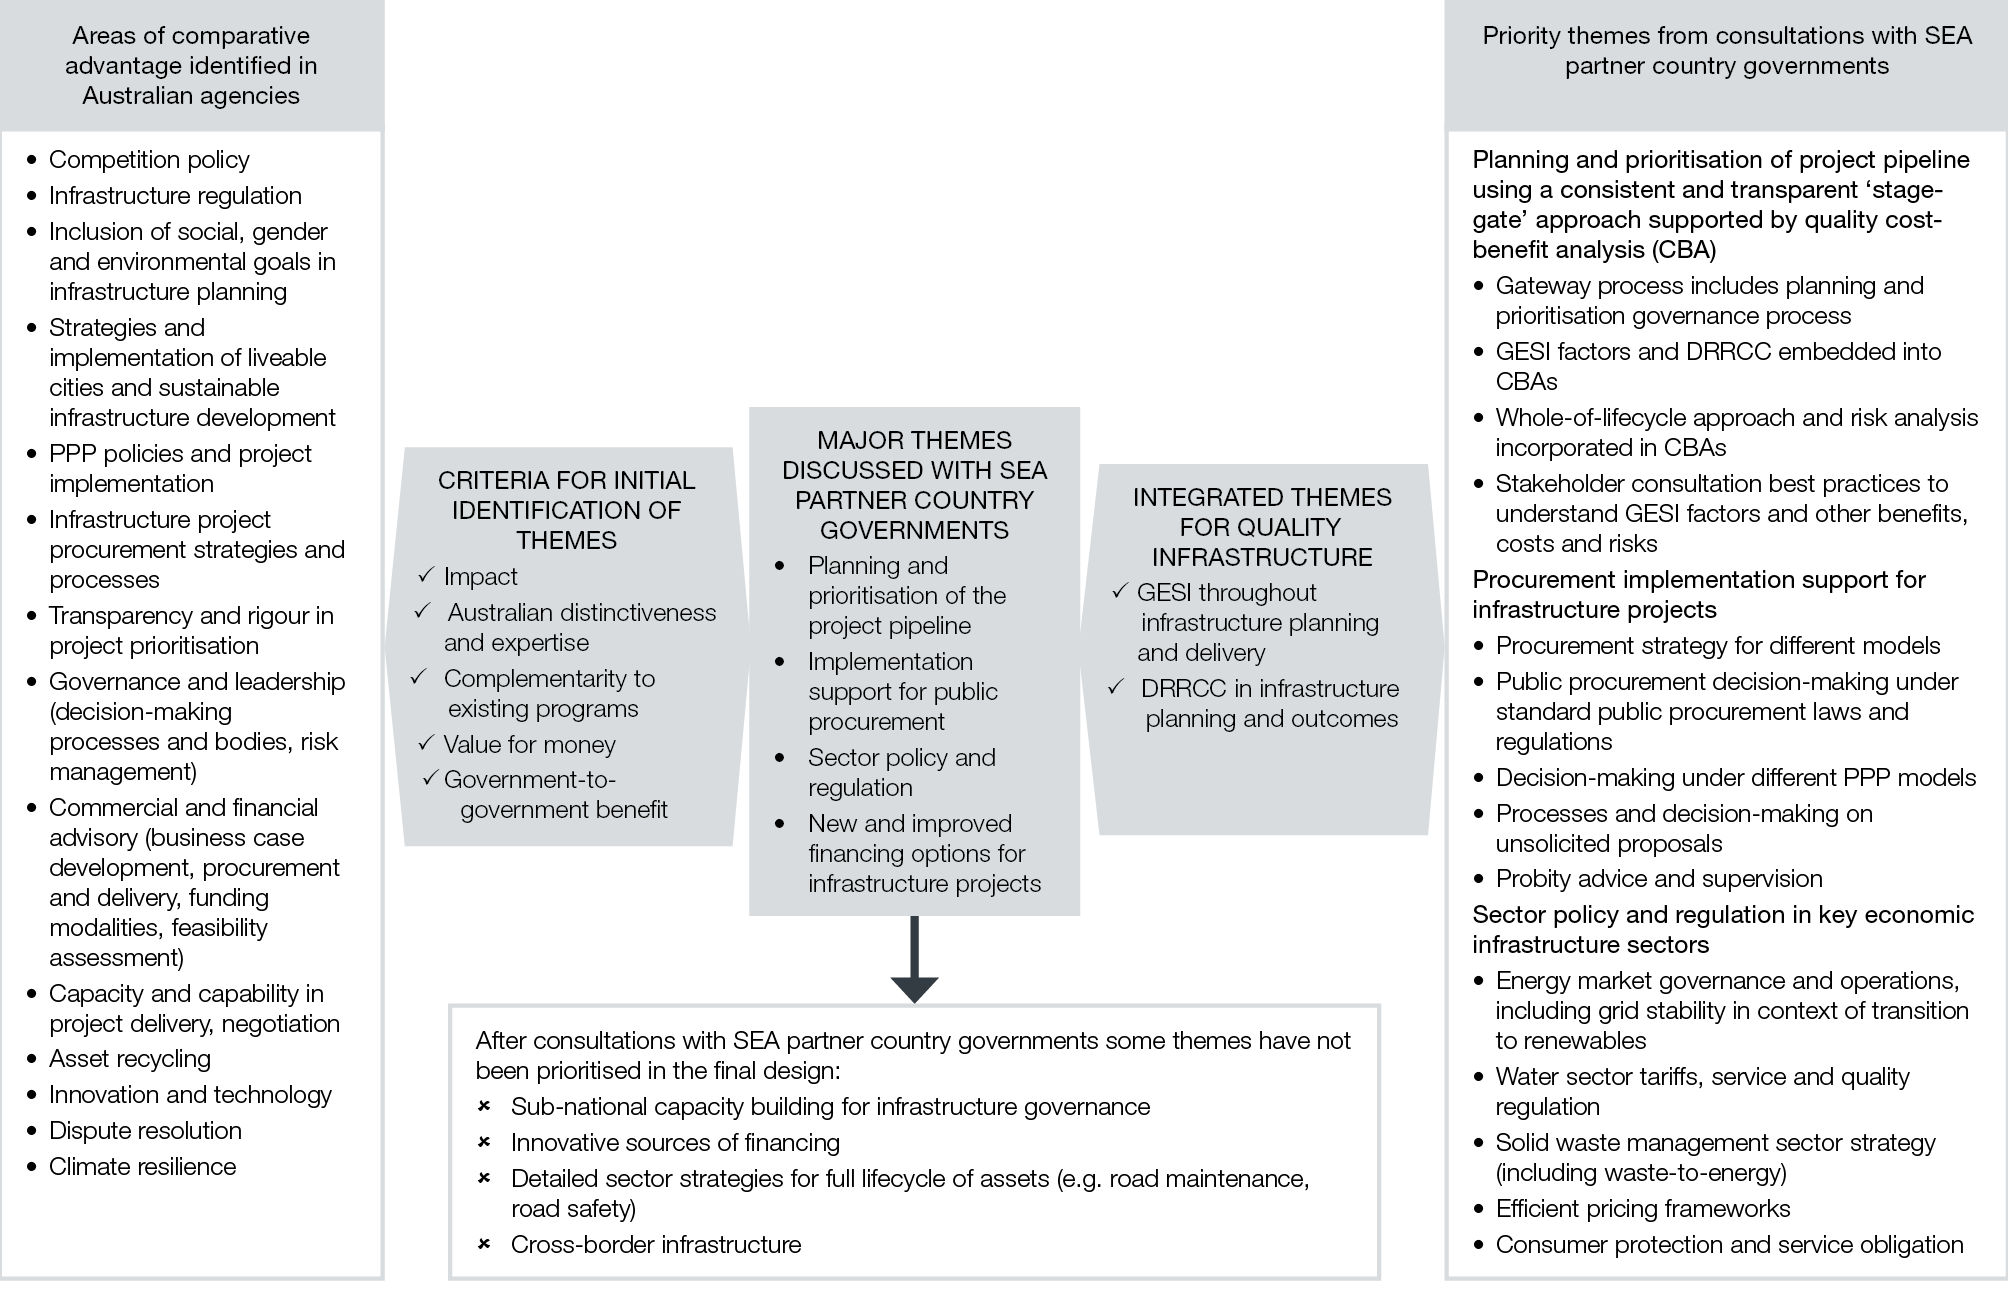 Areas of comparative
advantage identified in
Australian agencies
• Competition policy
• Infrastructure regulation
• Inclusion of social, gender
and environmental goals in
infrastructure planning
• Strategies and
implementation of liveable
cities and sustainable
infrastructure development
• PPP policies and project
implementation
• Infrastructure project
procurement strategies and
processes
• Transparency and rigour in
project prioritisation
• Governance and leadership
(decision-making
processes and bodies, risk
management)
• Commercial and financial
advisory (business case
development, procurement
and delivery, funding
modalities, feasibility
assessment)
• Capacity and capability in
project delivery, negotiation
• Asset recycling
• Innovation and technology
• Dispute resolution
• Climate resilience
CRITERIA FOR INITIAL
IDENTIFICATION OF
THEMES
✓ Impact
✓ Australian distinctiveness
and expertise
✓ Complementarity to
existing programs
✓ Value for money
✓ Government-to-
government benefit
MAJOR THEMES
DISCUSSED WITH SEA
PARTNER COUNTRY
GOVERNMENTS
• Planning and
prioritisation of the
project pipeline
• Implementation
support for public
procurement
• Sector policy and
regulation
• New and improved
financing options for
infrastructure projects
INTEGRATED THEMES
FOR QUALITY
INFRASTRUCTURE
✓ GESI throughout
infrastructure planning
and delivery
✓ DRRCC in infrastructure
planning and outcomes
After consultations with SEA partner country governments some themes have not
been prioritised in the final design:
✗ Sub-national capacity building for infrastructure governance
✗ Innovative sources of financing
✗ Detailed sector strategies for full lifecycle of assets (e.g. road maintenance,
road safety)
✗ Cross-border infrastructure
Priority themes from consultations with SEA
partner country governments
Planning and prioritisation of project pipeline
using a consistent and transparent ‘stage-
gate’ approach supported by quality cost-
benefit analysis (CBA)
• Gateway process includes planning and
prioritisation governance process
• GESI factors and DRRCC embedded into
CBAs
• Whole-of-lifecycle approach and risk analysis
incorporated in CBAs
• Stakeholder consultation best practices to
understand GESI factors and other benefits,
costs and risks
Procurement implementation support for
infrastructure projects
• Procurement strategy for different models
• Public procurement decision-making under
standard public procurement laws and
regulations
• Decision-making under different PPP models
• Processes and decision-making on
unsolicited proposals
• Probity advice and supervision
Sector policy and regulation in key economic
infrastructure sectors
• Energy market governance and operations,
including grid stability in context of transition
to renewables
• Water sector tariffs, service and quality
regulation
• Solid waste management sector strategy
(including waste-to-energy)
• Efficient pricing frameworks
• Consumer protection and service obligation